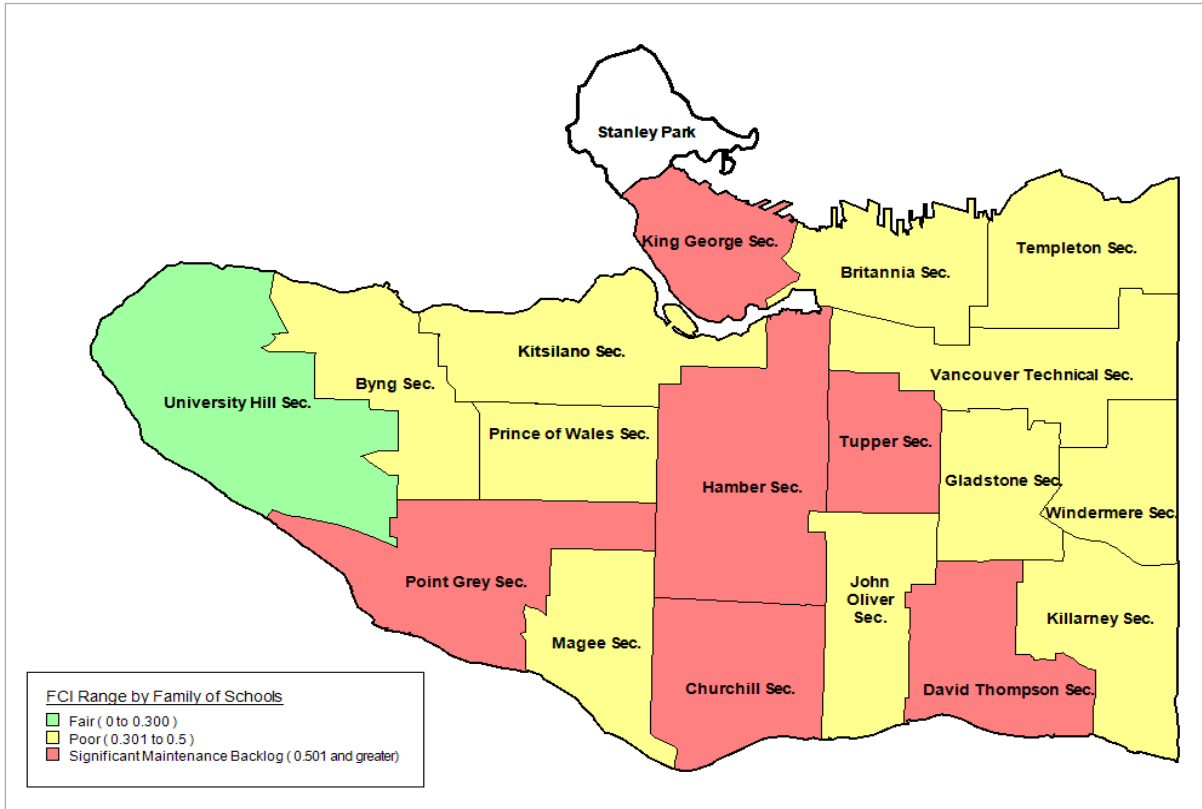 Stanley Park
King George Sec.
Templeton Sec.
Britannia Sec.
Kitsilano Sec.
Vancouver Technical Sec.
Byng Sec.
University Hill Sec.
Prince of Wales Sec.
Tupper Sec.
Hamber Sec.
Gladstone Sec.
Windermere Sec.
Point Grey Sec.
John
Oliver
Sec.
Killarney Sec.
Magee Sec.
Churchill Sec.
David Thompson Sec.
FCI Range by Family of Schools
Fair ( 0 to 0.300 )
Poor ( 0.301 to 0.5 )
Significant Maintenance Backlog ( 0.501 and greater)